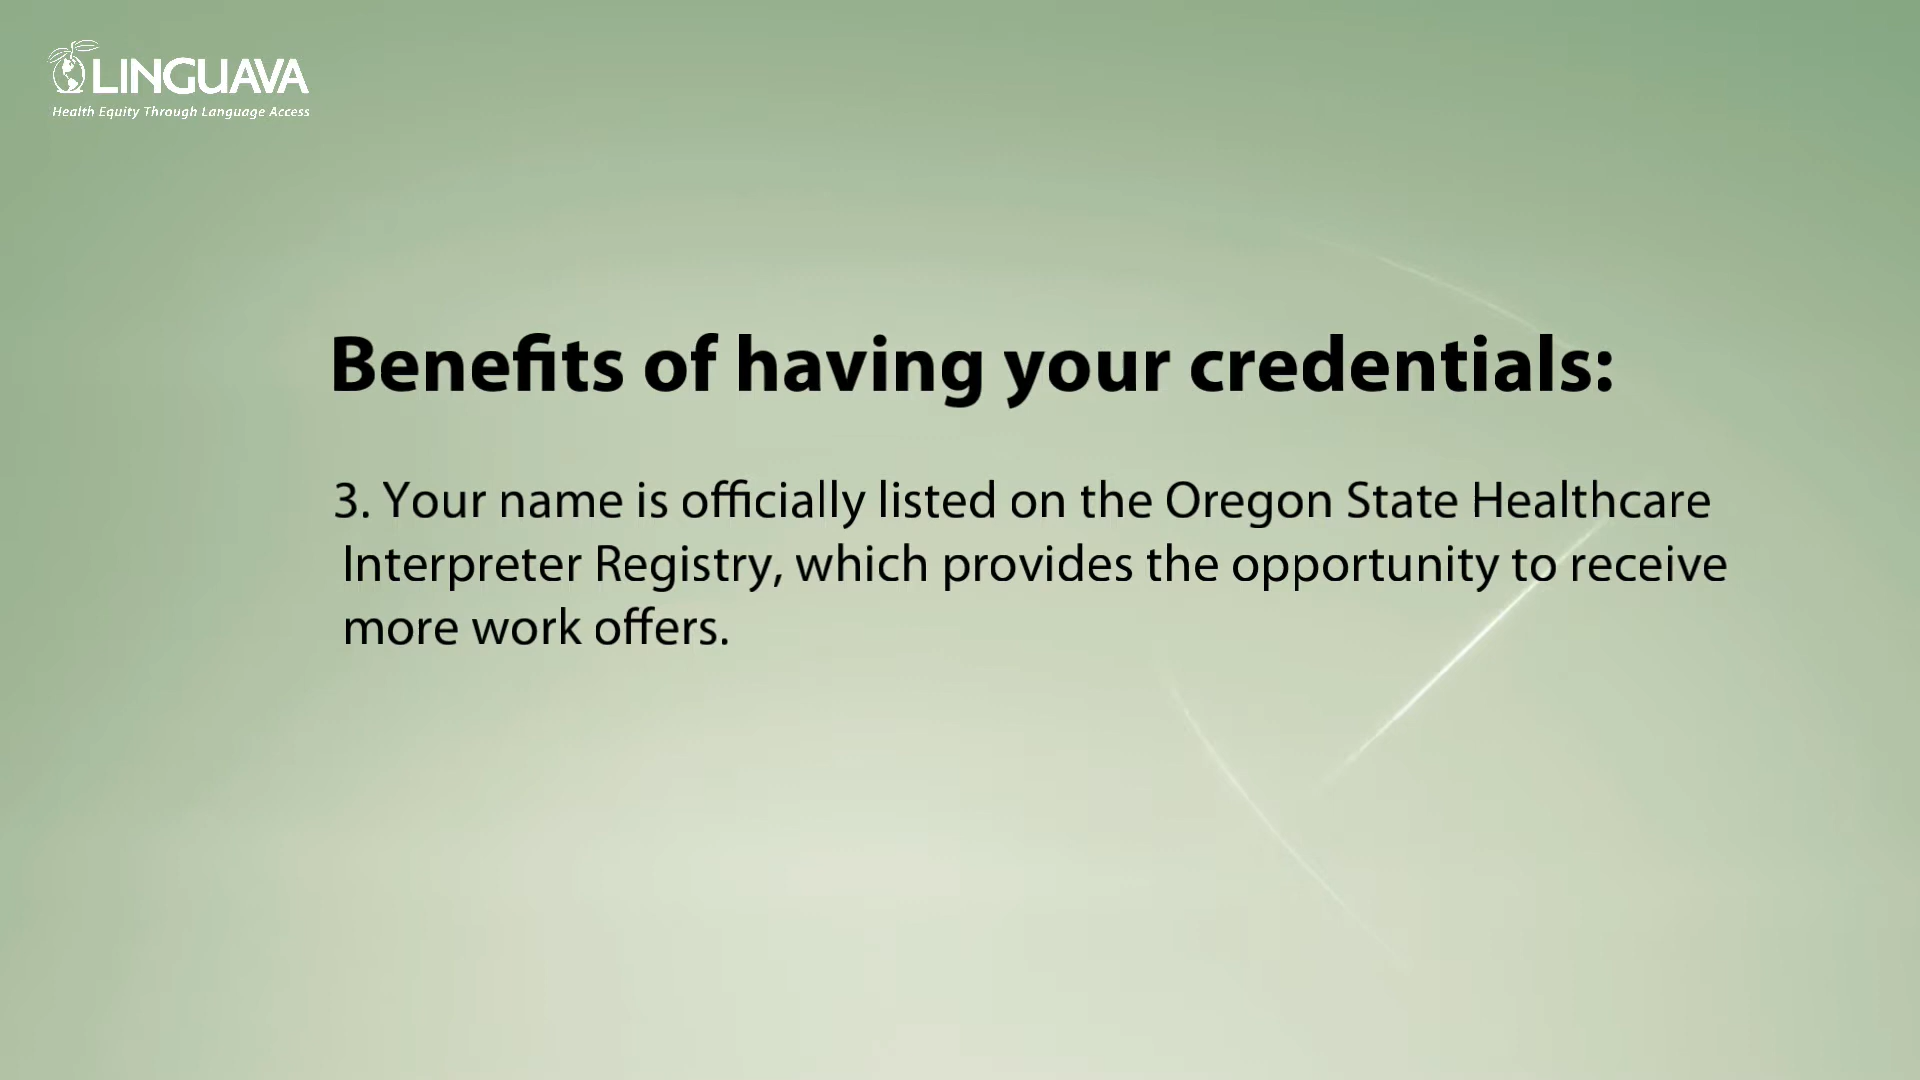 LINGUAVA
Health Equity Through Language Access
Benefits of having your credentials:
3. Your name is officially listed on the Oregon State Healthcare
Interpreter Registry, which provides the opportunity to receive
more work offers.